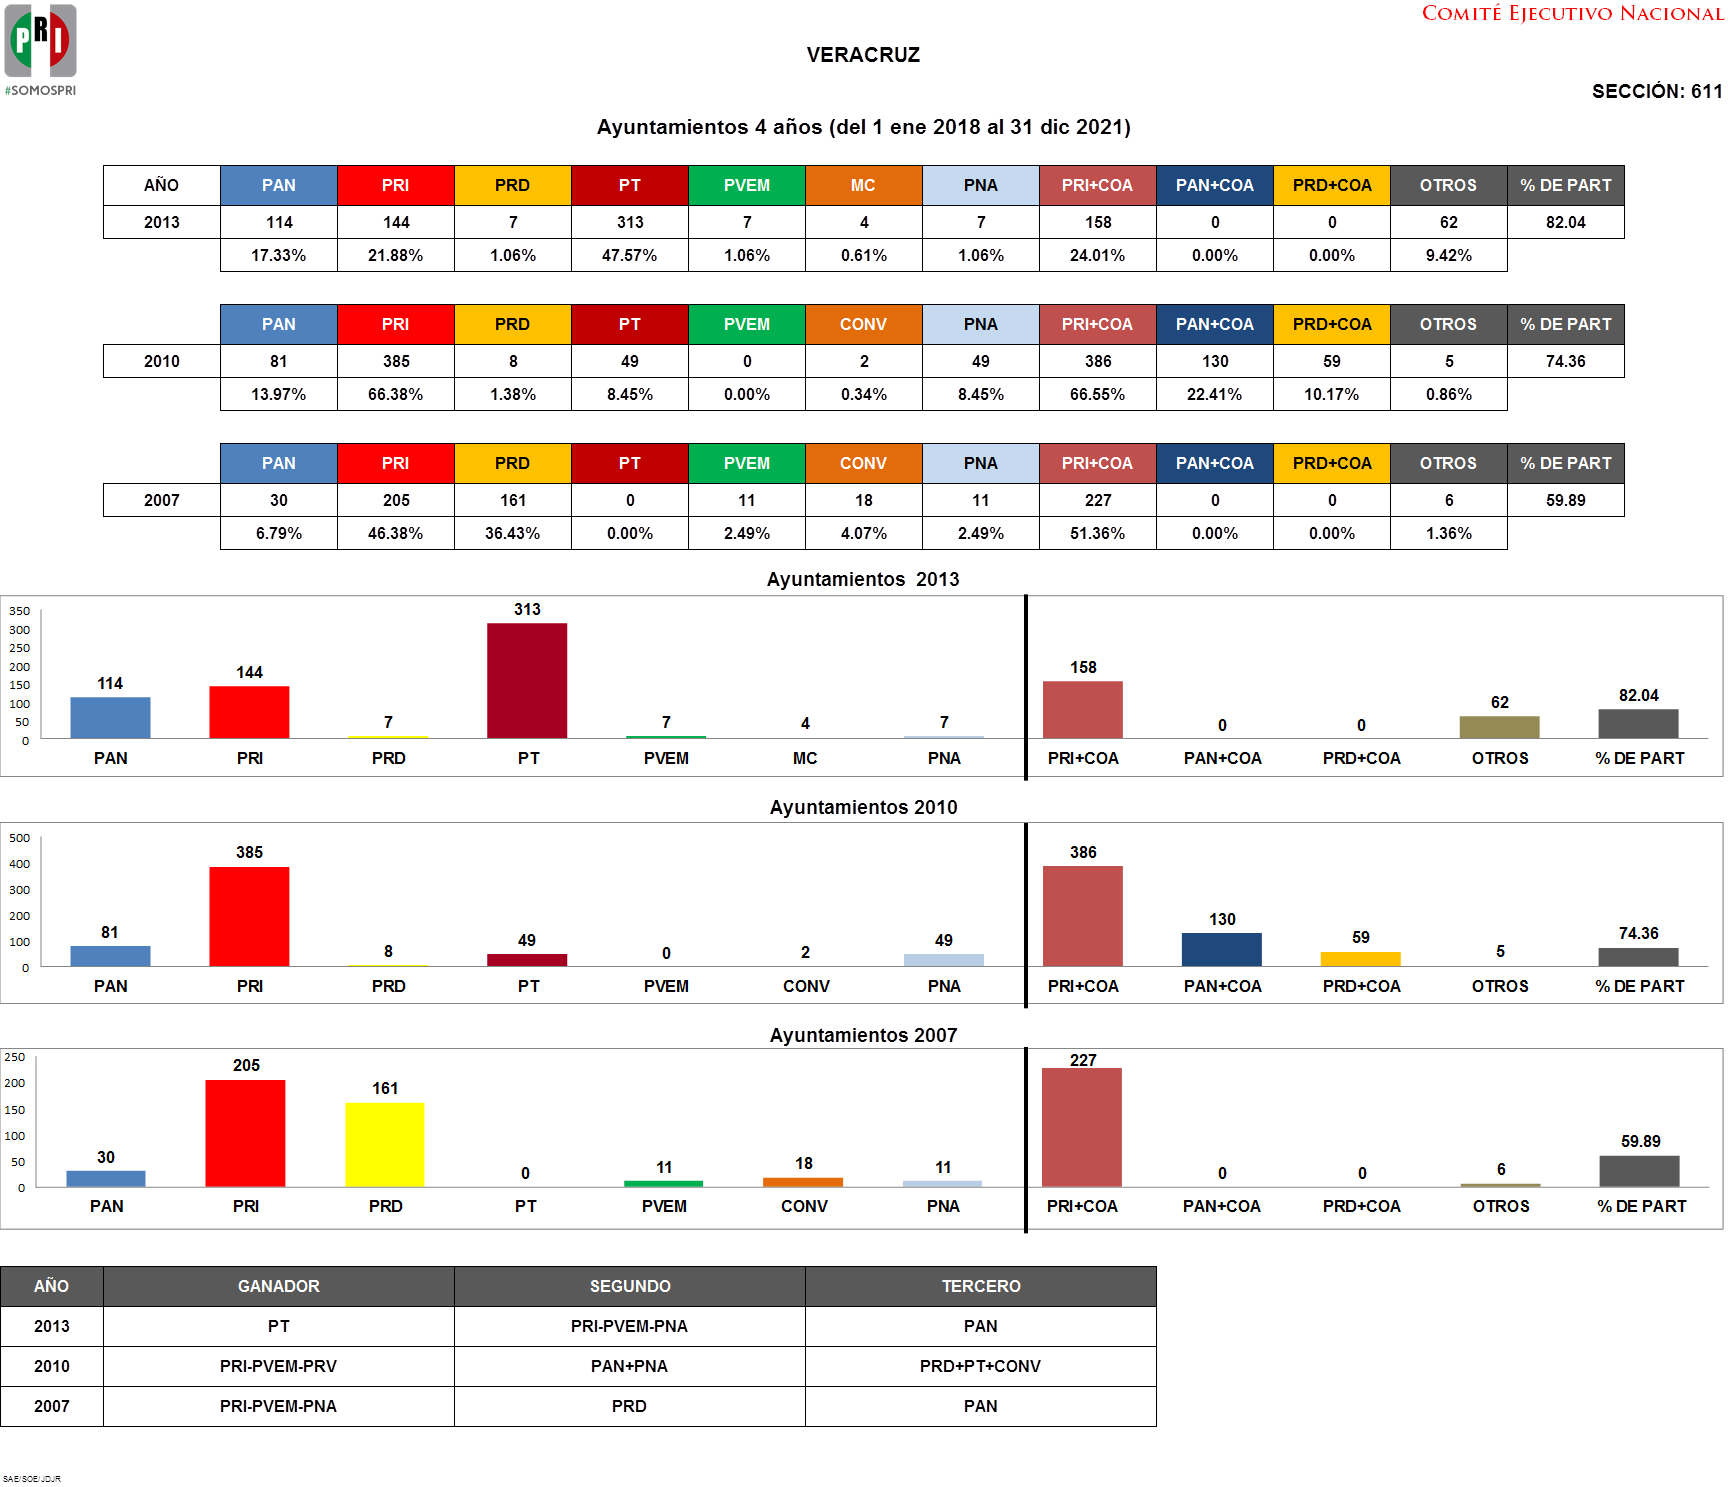 PRI
#SOMOSPRI
COMITÉ EJECUTIVO NACIONAL
VERACRUZ
SECCIÓN: 611
Ayuntamientos 4 años (del 1 ene 2018 al 31 dic 2021)
AÑO PAN PRI PRD PT PVEM MC PNA PRI+COA PAN+COA PRD+COA OTROS % DE PART
2013 114 144 7 313 7 4 7 158 0 0 62 82.04
17.33% 21.88% 1.06% 47.57% 1.06% 0.61% 1.06% 24.01% 0.00% 0.00% 9.42%
PAN PRI PRD PT PVEM CONV PNA PRI+COA PAN+COA PRD+COA OTROS % DE PART
2010 81 385 8 49 0 2 49 386 130 59 5 74.36
13.97% 66.38% 1.38% 8.45% 0.00% 0.34% 8.45% 66.55% 22.41% 10.17% 0.86%
PAN PRI PRD PT PVEM CONV PNA PRI+COA PAN+COA PRD+COA OTROS % DE PART
2007 30 205 161 0 11 18 11 227 0 0 6 59.89
6.79% 46.38% 36.43% 0.00% 2.49% 4.07% 2.49% 51.36% 0.00% 0.00% 1.36%
Ayuntamientos 2013
350
300
250
200
150
100
50
0
114 144 7 313 7 4 7 158 0 0 62 82.04
PAN PRI PRD PT PVEM MC PNA PRI+COA PAN+COA PRD+COA OTROS % DE PART
Ayuntamientos 2010
500
400
300
200
100
0
81 385 8 49 0 2 49 386 130 59 5 74.36
PAN PRI PRD PT PVEM CONV PNA PRI+COA PAN+COA PRD+COA OTROS % DE PART
Ayuntamientos 2007
250
200
150
100
50
0
30 205 161 0 11 18 11 227 0 0 6 59.89
PAN PRI PRD PT PVEM CONV PNA PRI+COA PAN+COA PRD+COA OTROS % DE PART
AÑO GANADOR SEGUNDO TERCERO
2013 PT PRI-PVEM-PNA PAN
2010 PRI-PVEM-PRV PAN+PNA PRD+PT+CONV
2007 PRI-PVEM-PNA PRD PAN
SAE/SOE/JDJR